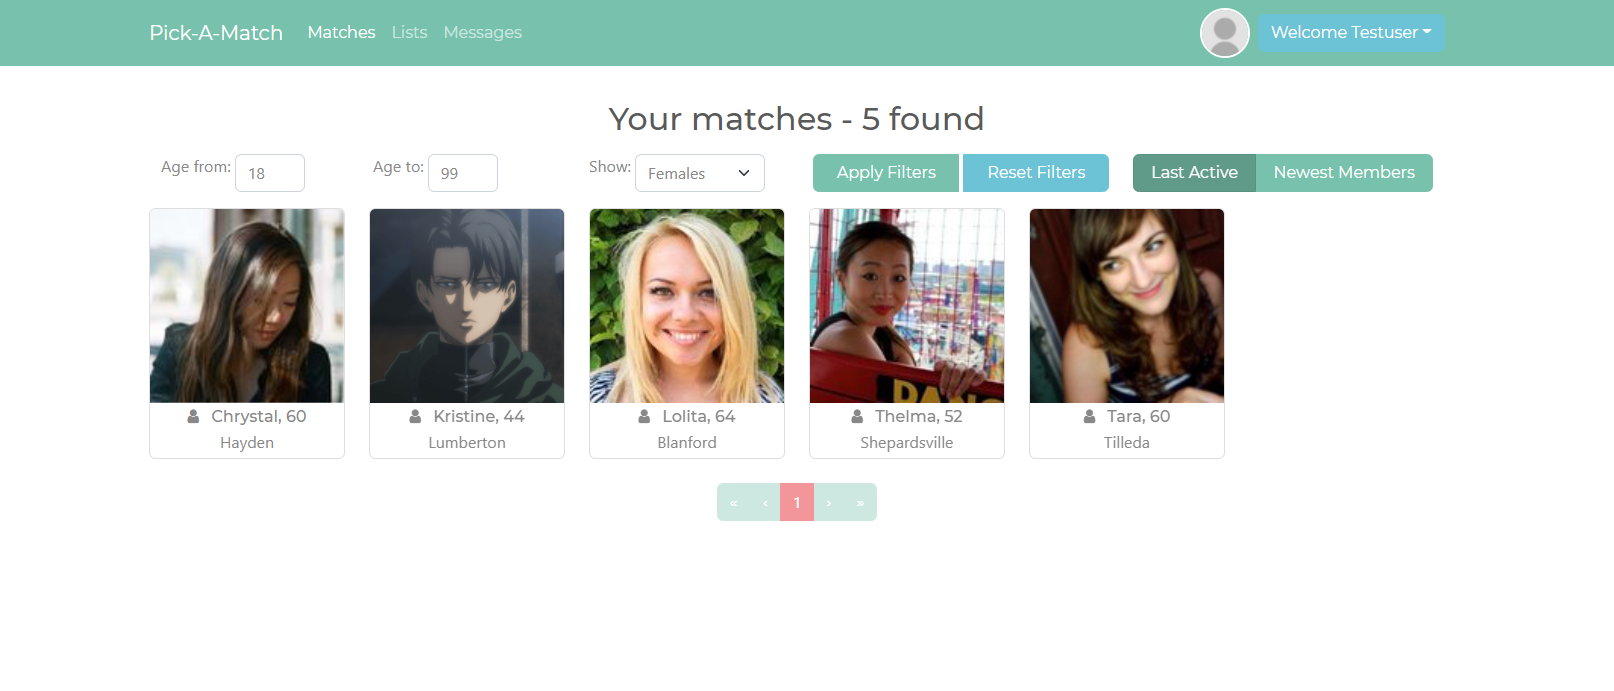 Pick-A-Match Matches Lists Messages Welcome Testuser
Your matches - 5 found
Age from: 18 Age to: 99 Show: Females Apply Filters Reset Filters Last Active Newest Members
DANG
Chrystal, 60 Kristine, 44 Lolita, 64 Thelma, 52 Tara, 60
Hayden Lumberton Blanford Shepardsville Tilleda
« ‹ 1 › »